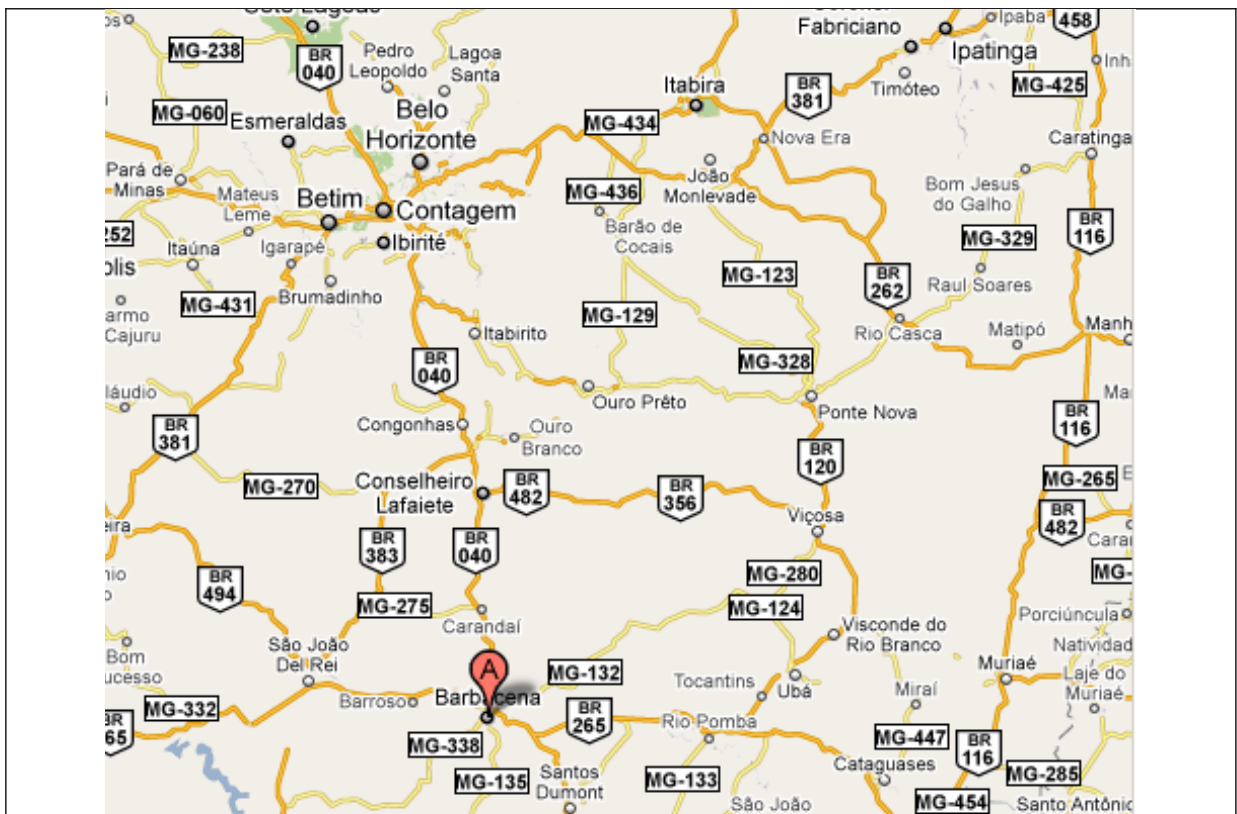 MG-238
BR
040
Pedro
Leopoldo
Lagoa
Santa
Fabriciano
Ipaba
458
Ipatinga
Timóteo
MG-425
Itabira
BR
381
MG-060
Esmeraldas
Belo
Horizonte
MG-434
Nova Era
Caratinga
Pará de
Minas
Mateus
Leme
Betim
Contagem
MG-436
João
Monlevade
Bom Jesus
do Galho
BR
116
252
Itaúna
Igarapé
Ibirité
Barão de
Cocais
MG-329
MG-123
BR
262
Raul Soares
MG-431
Brumadinho
MG-129
Rio Casca
Matipó
Cajuru
Itabirito
BR
040
MG-328
Ouro Prêto
Ponte Nova
BR
381
Congonhas
Ouro
Branco
BR
120
BR
116
MG-270
Conselheiro
Lafaiete
BR
482
BR
356
MG-265
Viçosa
BR
482
BR
383
BR
040
BR
494
MG-280
MG-275
MG-124
Carandaí
Porciúncula
São João
Del Rei
Visconde do
Rio Branco
Bom
A
MG-132
Tocantins
Ubá
Miraí
Muriaé
Laje do
Muriaé
MG-332
Barroso
Barbacena
BR
265
Rio Pomba
MG-338
MG-447
BR
116
MG-135
Santos
Dumont
MG-133
Cataguases
MG-285
São João
MG-454
Santo Antônio